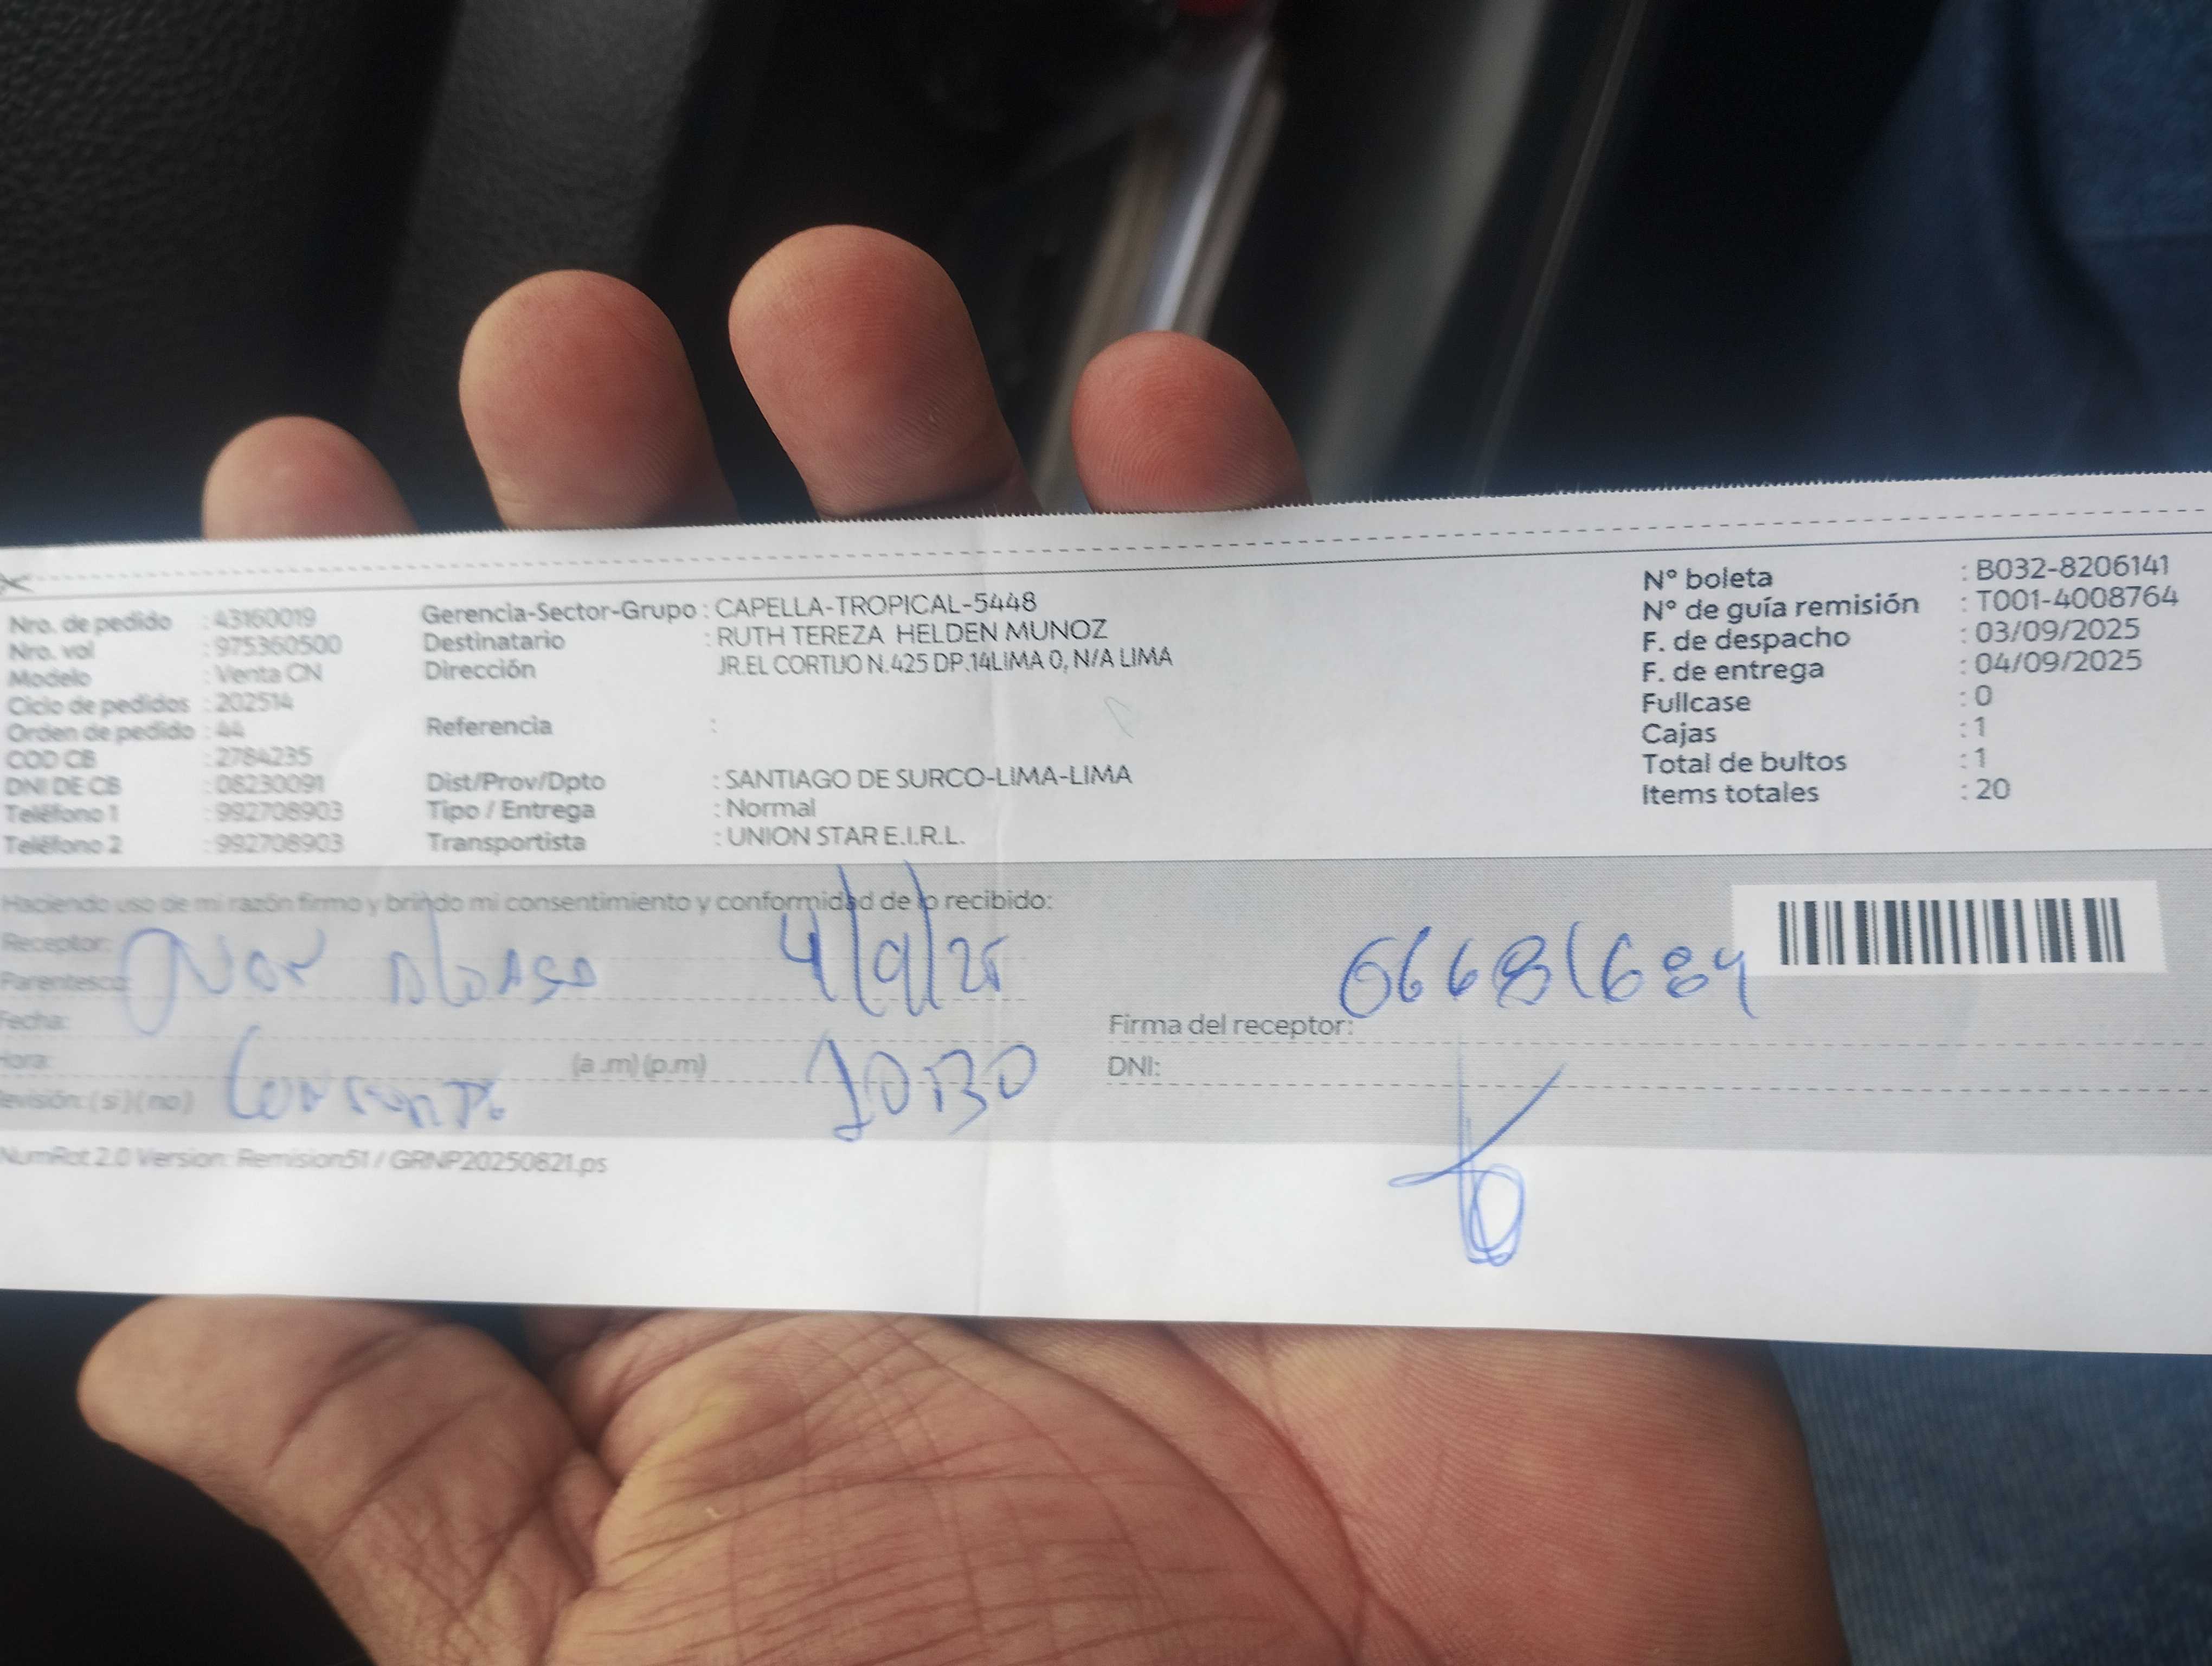 Nro. de pedido : 43160019
Nro. vol : 975360500
Modelo : Venta CN
Ciclo de pedidos : 202514
Orden de pedido : 44
COD CB : 2784235
DNI DE CB : 08230091
Teléfono 1 : 992708903
Teléfono 2 : 992708903
Gerencia-Sector-Grupo : CAPELLA-TROPICAL-5448
Destinatario : RUTH TEREZA HELDEN MUNOZ
Dirección JR.EL CORTIJO N.425 DP.14LIMA 0, N/A LIMA
Referencia :
Dist/Prov/Dpto : SANTIAGO DE SURCO-LIMA-LIMA
Tipo / Entrega : Normal
Transportista : UNION STAR E.I.R.L.
N° boleta : B032-8206141
N° de guía remisión : T001-4008764
F. de despacho : 03/09/2025
F. de entrega : 04/09/2025
Fullcase : 0
Cajas : 1
Total de bultos : 1
Items totales : 20
Haciendo uso de mi razón firmo y brindo mi consentimiento y conformidad de lo recibido:
Receptor:
Parentesco:
4/9/25
Fecha:
Hora: (a.m) (p.m) 10:30
evisión: ( si ) ( no )
Firma del receptor:
DNI:
NumRot 2.0 Version: Remision51 / GRNP20250821.ps